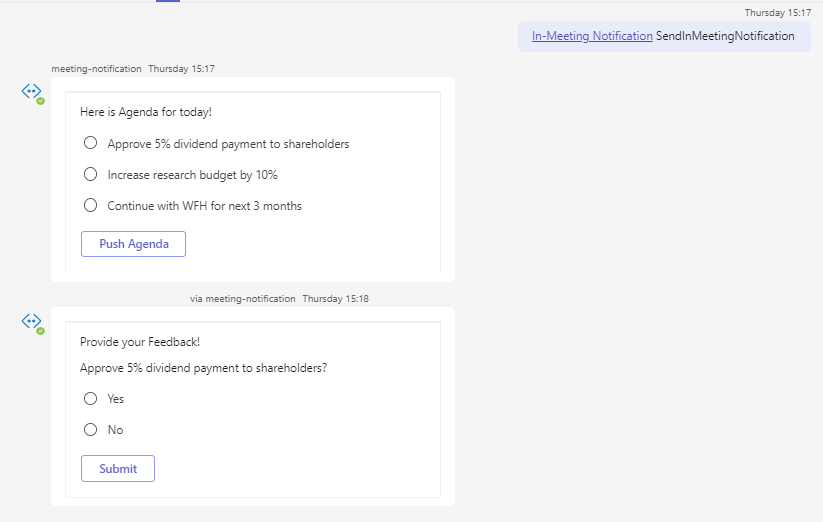 Thursday 15:17
In-Meeting Notification SendInMeetingNotification
meeting-notification Thursday 15:17
Here is Agenda for today!
Approve 5% dividend payment to shareholders
Increase research budget by 10%
Continue with WFH for next 3 months
Push Agenda
via meeting-notification Thursday 15:18
Provide your Feedback!
Approve 5% dividend payment to shareholders?
Yes
No
Submit